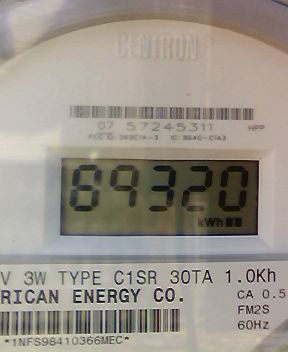 CENTRON®
07 57245311 HPP
89320
kWh
V 3W TYPE C1SR 30TA 1.0Kh
RICAN ENERGY CO. CA 0.5
FM2S
60Hz
*1NFS98410366MEC*